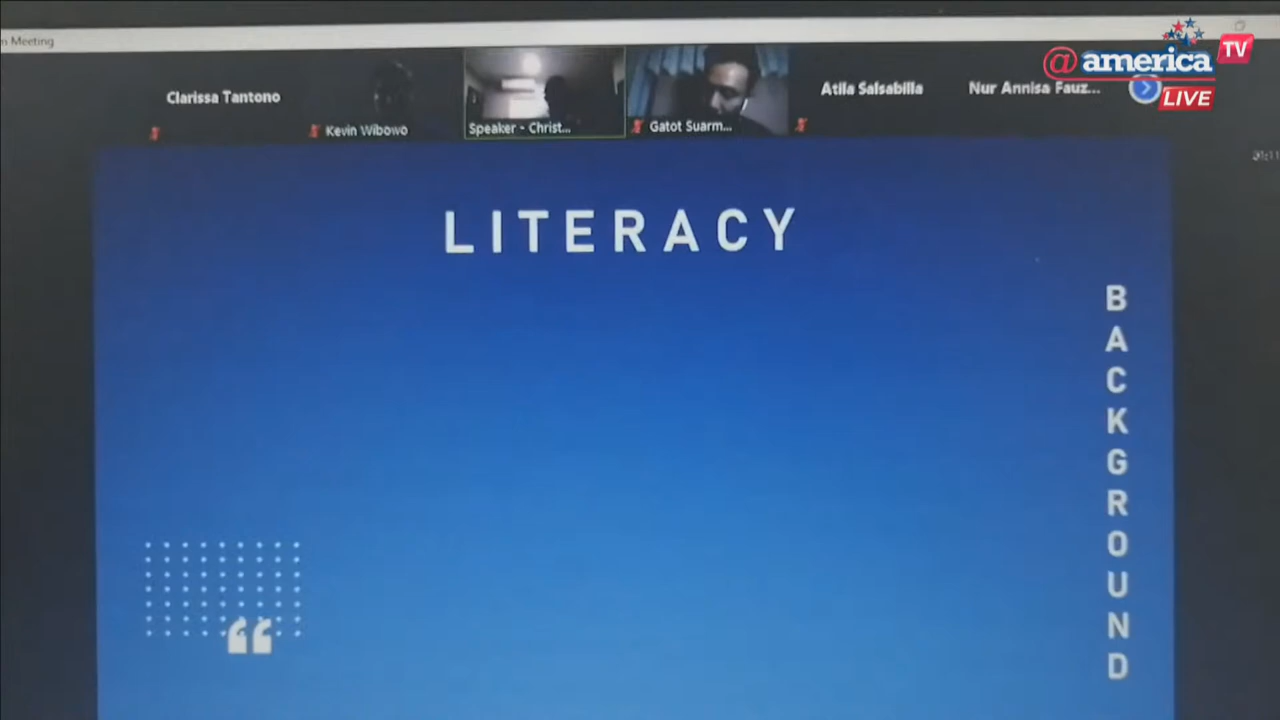 Meeting
@america
TV
LIVE
Clarissa Tantono
Kevin Wibowo
Speaker - Christ...
Gatot Suarm...
Atila Salsabilla
Nur Annisa Fauz...
LITERACY
BACKGROUND
“